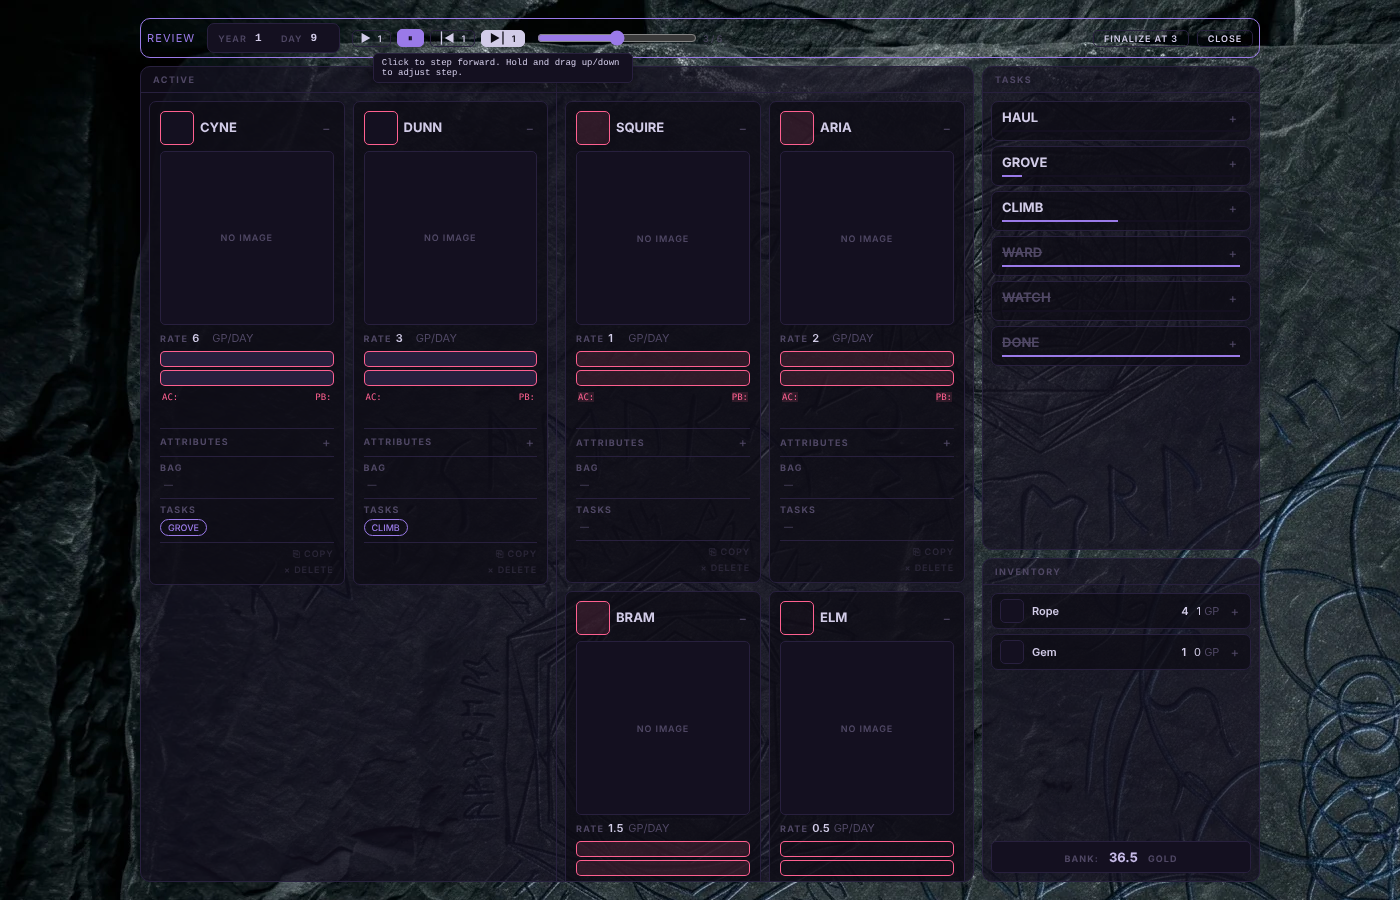 REVIEW YEAR 1 DAY 9 1 1 1 FINALIZE AT 3 CLOSE
Click to step forward. Hold and drag up/down
to adjust step.
ACTIVE
CYNE –
NO IMAGE
RATE 6 GP/DAY
AC: PB:
ATTRIBUTES +
BAG
—
TASKS
GROVE
COPY
× DELETE
DUNN –
NO IMAGE
RATE 3 GP/DAY
AC: PB:
ATTRIBUTES +
BAG
—
TASKS
CLIMB
COPY
× DELETE
SQUIRE –
NO IMAGE
RATE 1 GP/DAY
AC: PB:
ATTRIBUTES +
BAG
—
TASKS
—
COPY
× DELETE
ARIA –
NO IMAGE
RATE 2 GP/DAY
AC: PB:
ATTRIBUTES +
BAG
—
TASKS
—
COPY
× DELETE
BRAM –
NO IMAGE
RATE 1.5 GP/DAY
ELM –
NO IMAGE
RATE 0.5 GP/DAY
TASKS
HAUL +
GROVE +
CLIMB +
WARD +
WATCH +
DONE +
INVENTORY
Rope 4 1 GP +
Gem 1 0 GP +
BANK: 36.5 GOLD